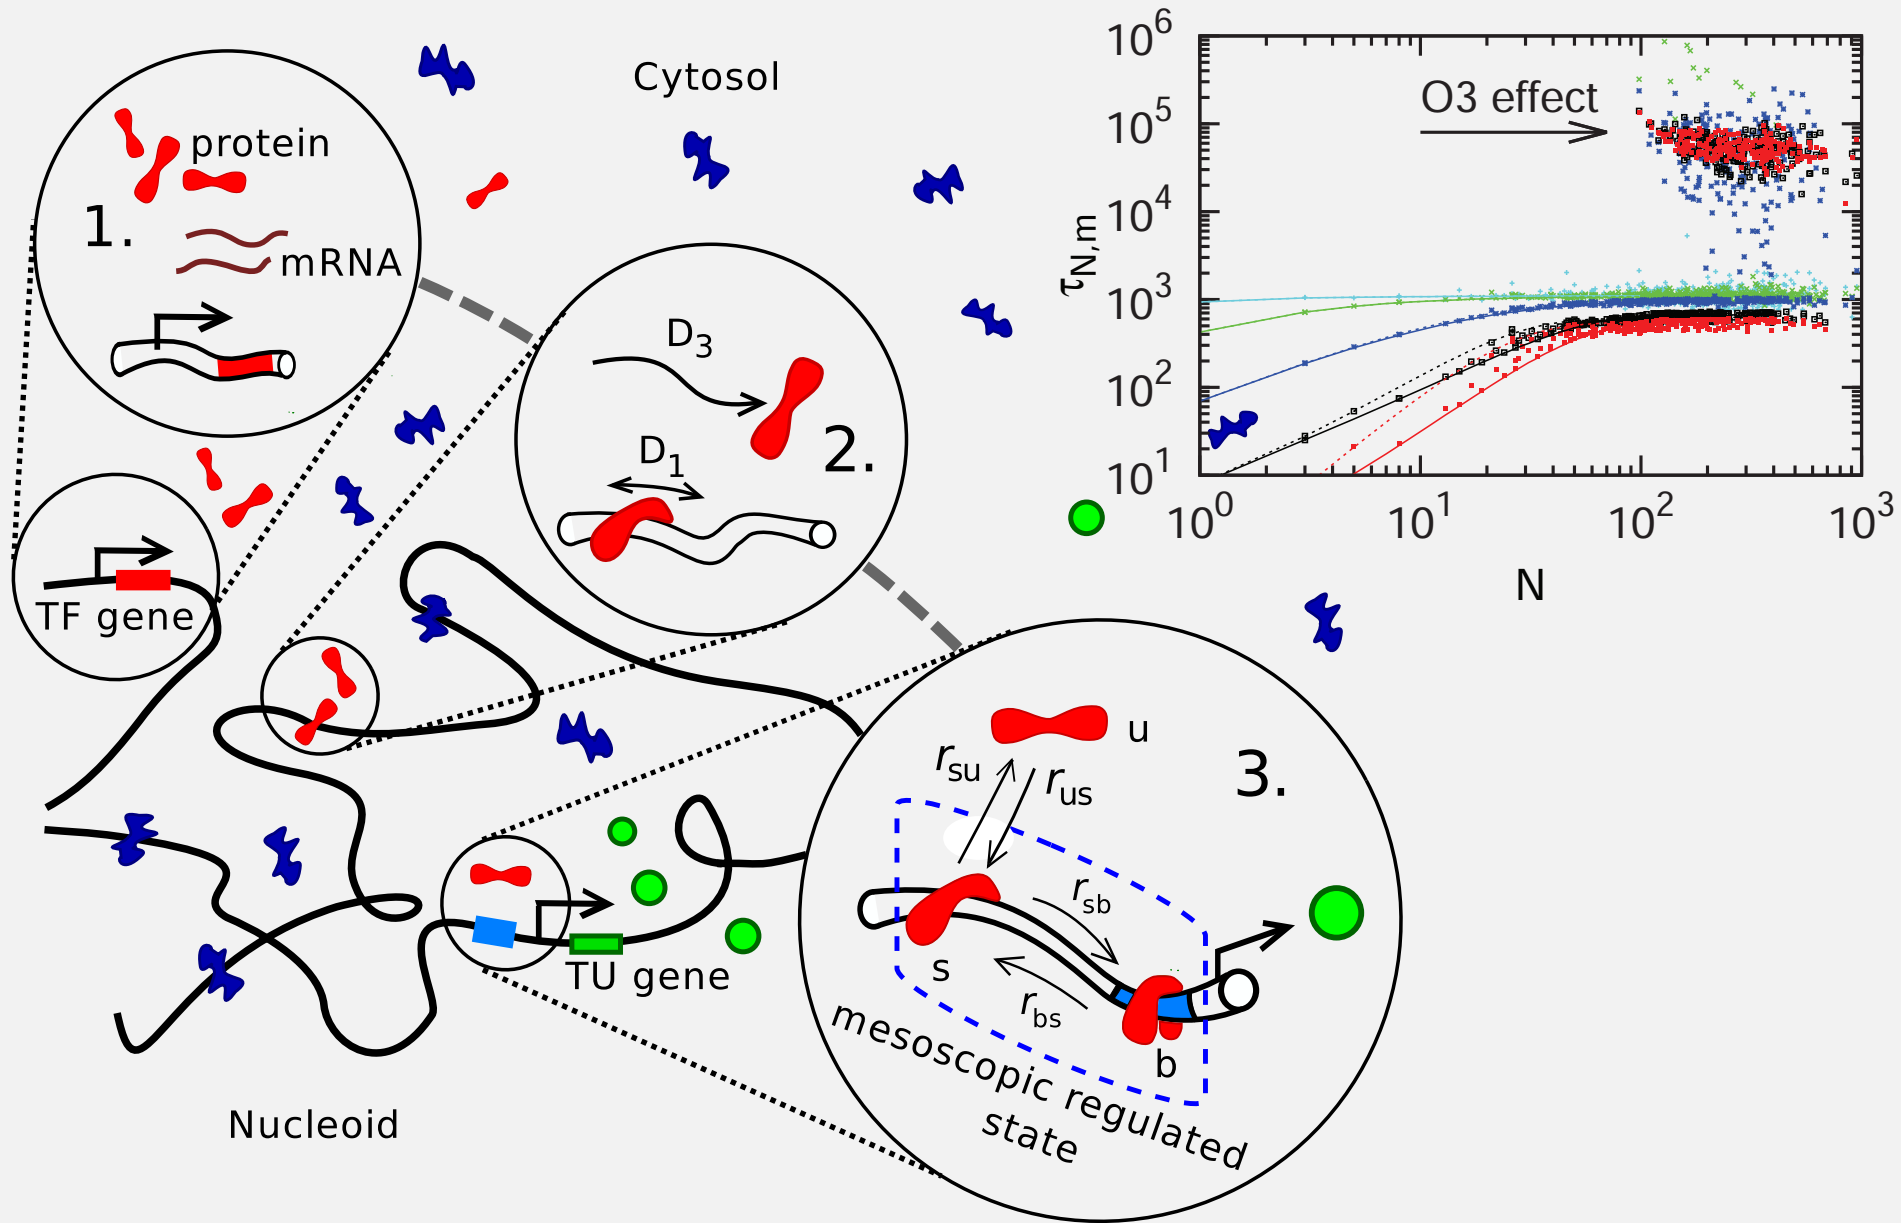 Cytosol
protein
1.
mRNA
TF gene
D3
D1
2.
Nucleoid
TU gene
u
rsu
rus
3.
rsb
s
rbs
b
mesoscopic regulated
state
O3 effect
τN,m
10^6
10^5
10^4
10^3
10^2
10^1
10^0 10^1 10^2 10^3
N